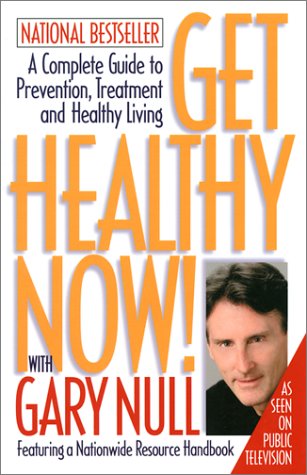 NATIONAL BESTSELLER
A Complete Guide to
Prevention, Treatment
and Healthy Living
GET
HEALTHY
NOW!
WITH
GARY NULL
Featuring a Nationwide Resource Handbook
AS
SEEN
ON
PUBLIC
TELEVISION